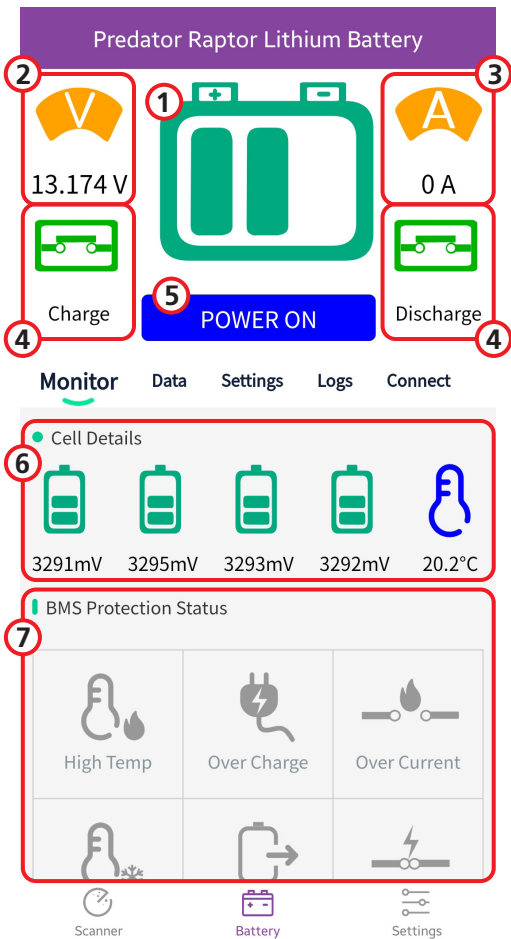 Predator Raptor Lithium Battery
2
V
13.174 V
1
+
-
3
A
0 A
Charge
4
5
POWER ON
Discharge
4
Monitor Data Settings Logs Connect
Cell Details
6
3291mV 3295mV 3293mV 3292mV 20.2°C
BMS Protection Status
7
High Temp Over Charge Over Current
Scanner Battery Settings